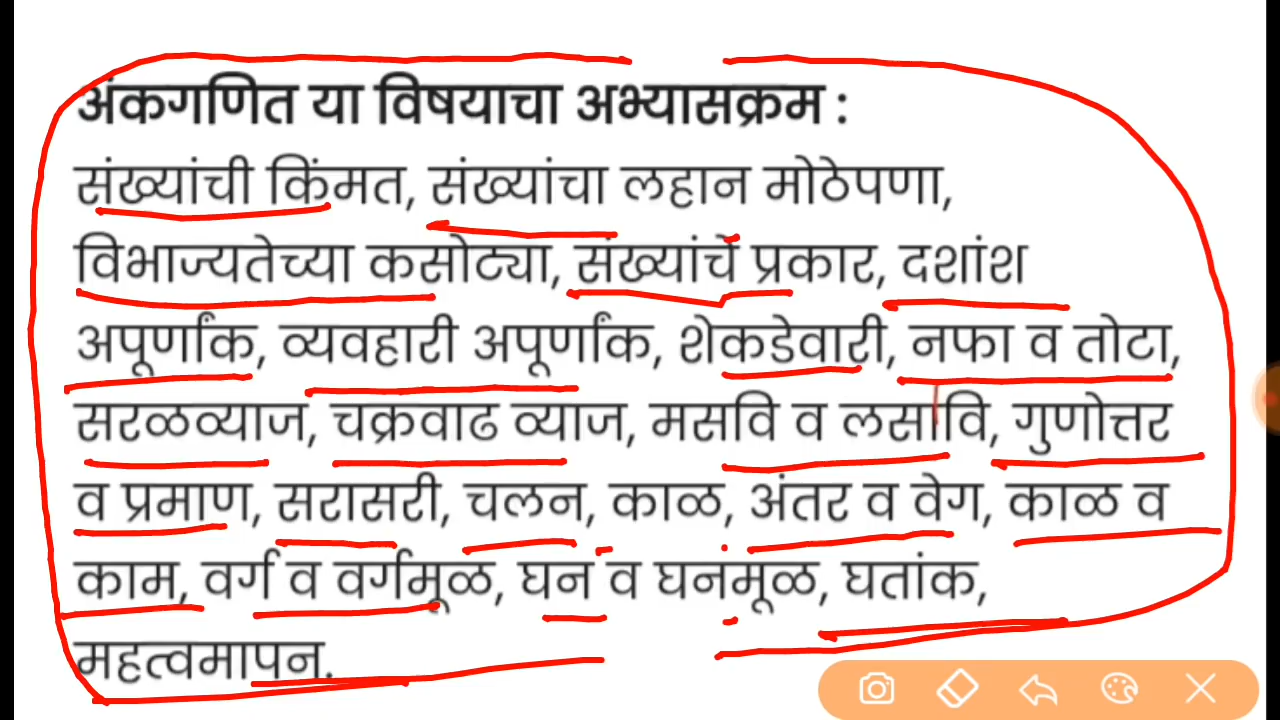 अंकगणित या विषयाचा अभ्यासक्रम :
संख्यांची किंमत, संख्यांचा लहान मोठेपणा,
विभाज्यतेच्या कसोट्या, संख्यांचे प्रकार, दशांश
अपूर्णांक, व्यवहारी अपूर्णांक, शेकडेवारी, नफा व तोटा,
सरळव्याज, चक्रवाढ व्याज, मसवि व लसावि, गुणोत्तर
व प्रमाण, सरासरी, चलन, काळ, अंतर व वेग, काळ व
काम, वर्ग व वर्गमूळ, घन व घनमूळ, घतांक,
महत्वमापन.